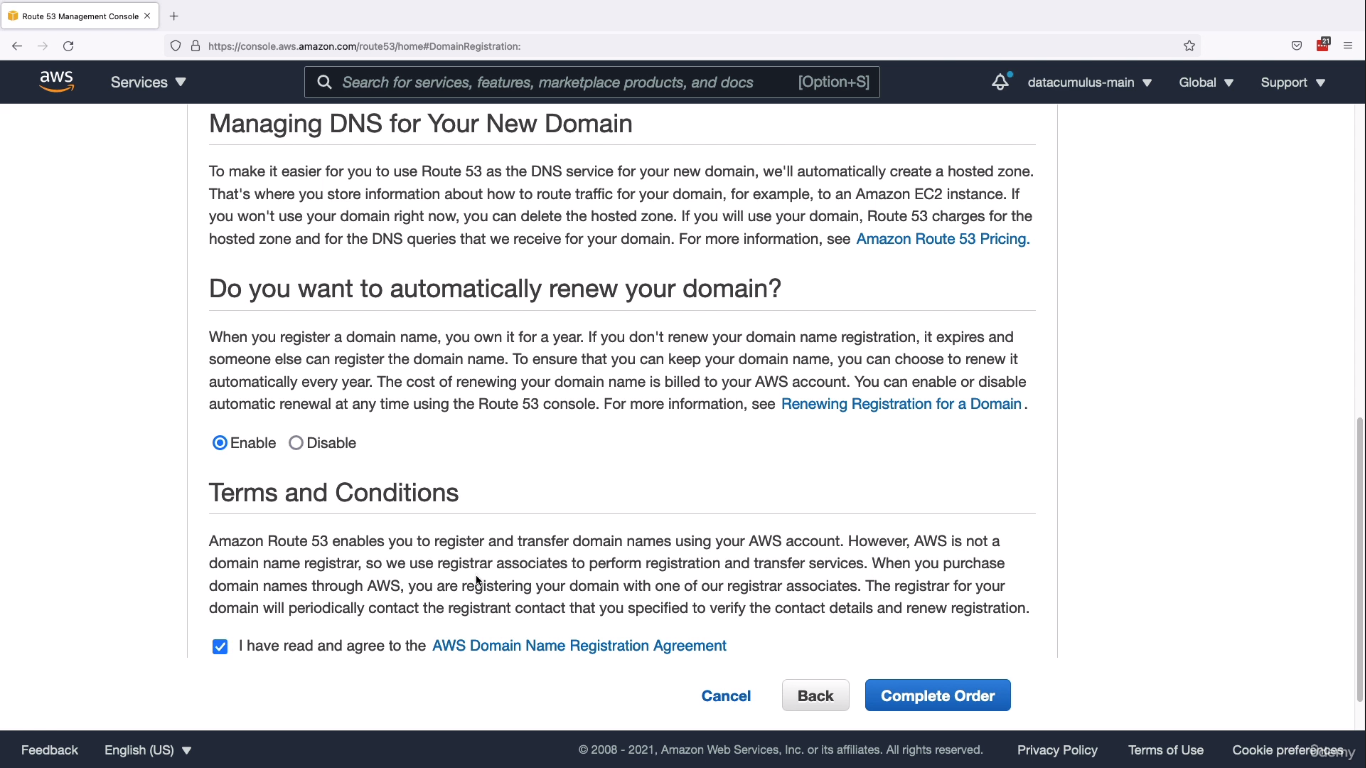 Route 53 Management Console
https://console.aws.amazon.com/route53/home#DomainRegistration:
21
aws
Services
Search for services, features, marketplace products, and docs [Option+S]
datacumulus-main
Global
Support
Managing DNS for Your New Domain
To make it easier for you to use Route 53 as the DNS service for your new domain, we'll automatically create a hosted zone.
That's where you store information about how to route traffic for your domain, for example, to an Amazon EC2 instance. If
you won't use your domain right now, you can delete the hosted zone. If you will use your domain, Route 53 charges for the
hosted zone and for the DNS queries that we receive for your domain. For more information, see Amazon Route 53 Pricing.
Do you want to automatically renew your domain?
When you register a domain name, you own it for a year. If you don't renew your domain name registration, it expires and
someone else can register the domain name. To ensure that you can keep your domain name, you can choose to renew it
automatically every year. The cost of renewing your domain name is billed to your AWS account. You can enable or disable
automatic renewal at any time using the Route 53 console. For more information, see Renewing Registration for a Domain.
Enable Disable
Terms and Conditions
Amazon Route 53 enables you to register and transfer domain names using your AWS account. However, AWS is not a
domain name registrar, so we use registrar associates to perform registration and transfer services. When you purchase
domain names through AWS, you are registering your domain with one of our registrar associates. The registrar for your
domain will periodically contact the registrant contact that you specified to verify the contact details and renew registration.
I have read and agree to the AWS Domain Name Registration Agreement
Cancel Back Complete Order
Feedback English (US) © 2008 - 2021, Amazon Web Services, Inc. or its affiliates. All rights reserved. Privacy Policy Terms of Use Cookie preferences
udemy